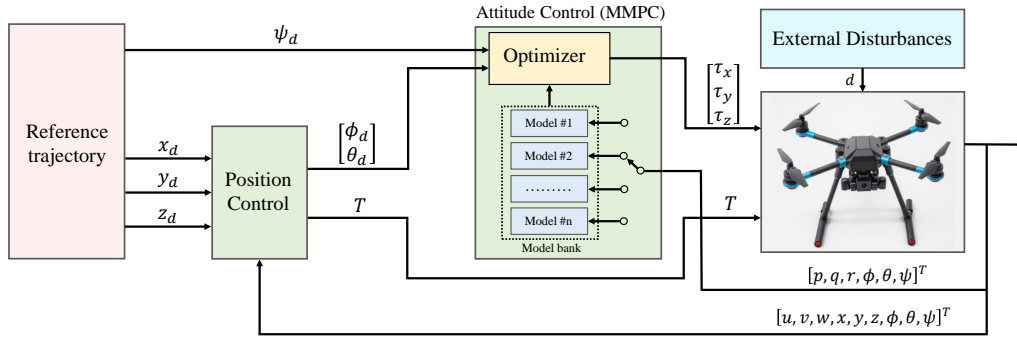 Attitude Control (MMPC)
Reference
trajectory
ψ_d
x_d
y_d
z_d
Position
Control
[ϕ_d
θ_d]
T
Optimizer
Model #1
Model #2
………
Model #n
Model bank
[τ_x
τ_y
τ_z]
T
External Disturbances
d
[p, q, r, ϕ, θ, ψ]^T
[u, v, w, x, y, z, ϕ, θ, ψ]^T